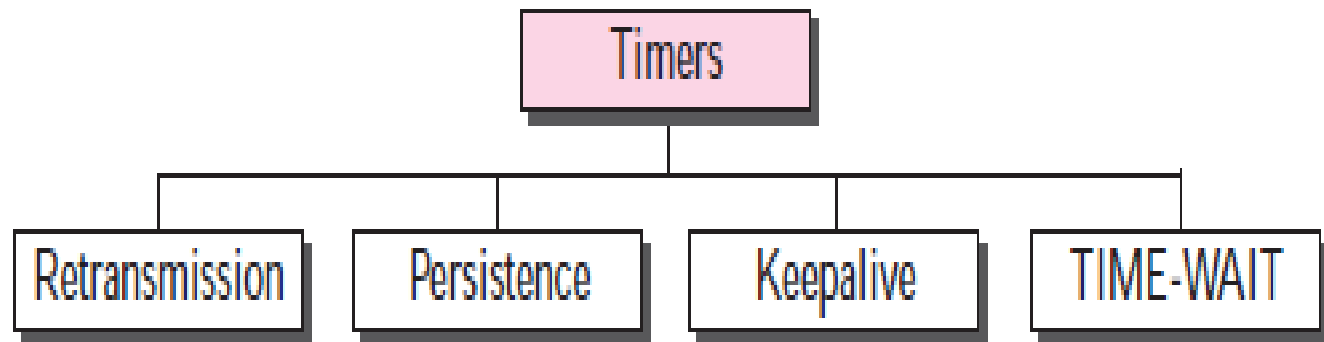 Timers
Retransmission
Persistence
Keepalive
TIME-WAIT